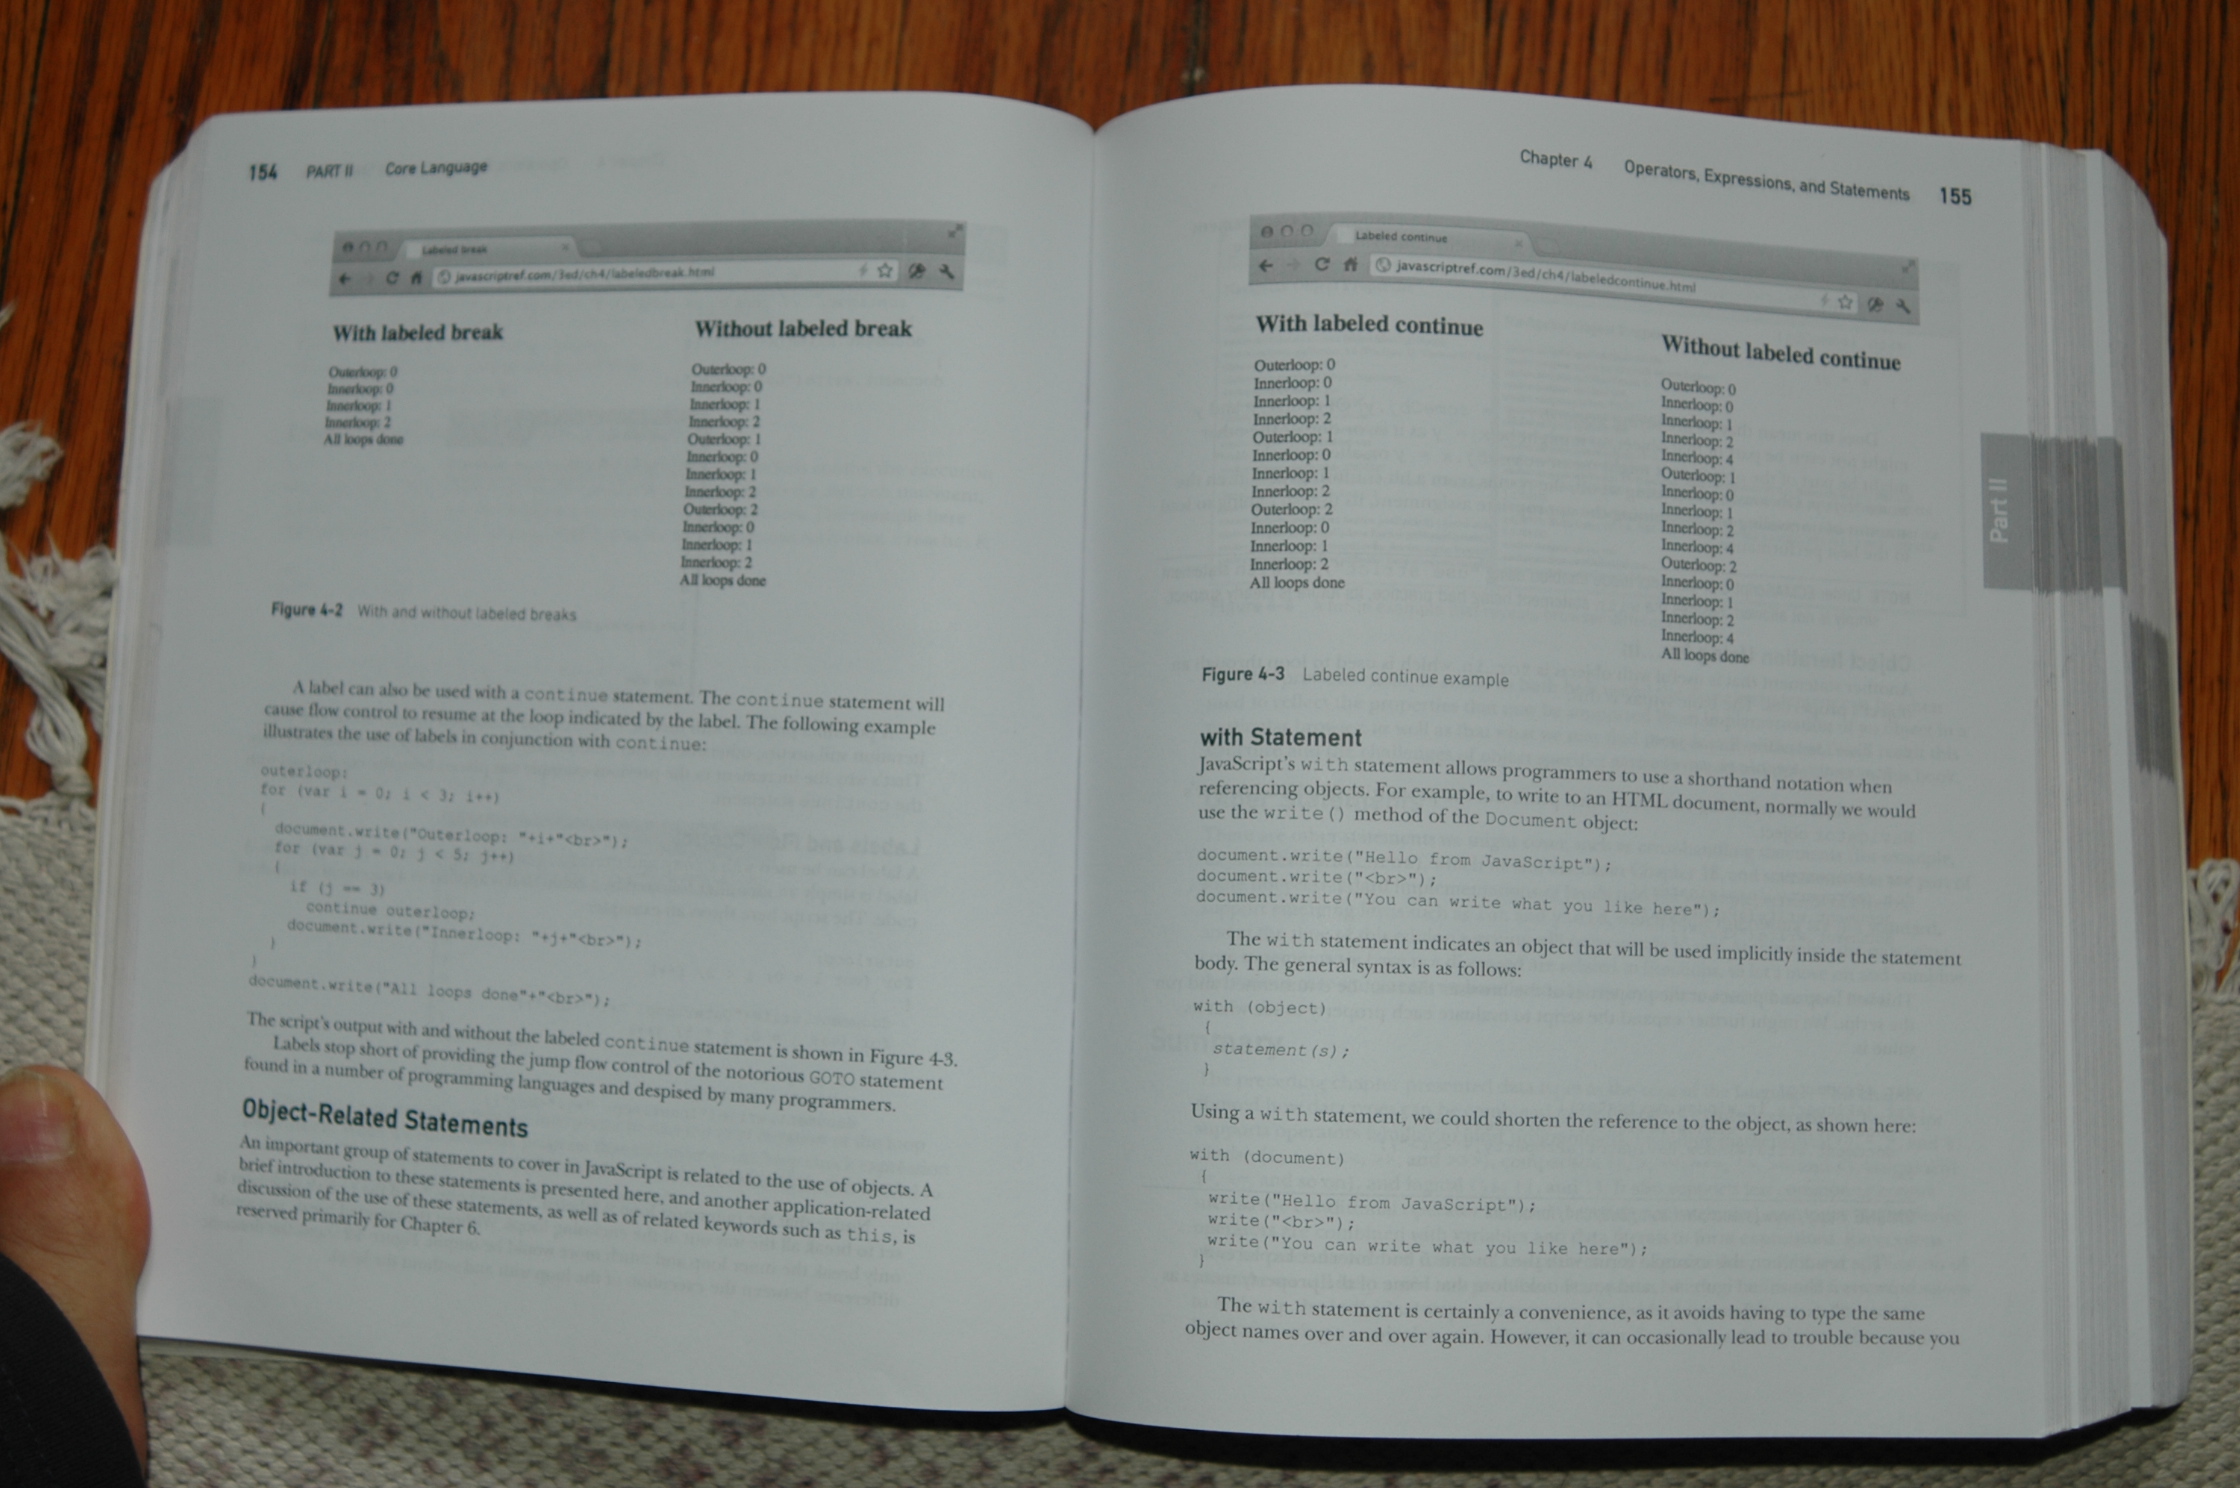 154 PART II Core Language
Labeled break
javascriptref.com/3ed/ch4/labeledbreak.html
With labeled break
Outerloop: 0
Innerloop: 0
Innerloop: 1
Innerloop: 2
All loops done
Without labeled break
Outerloop: 0
Innerloop: 0
Innerloop: 1
Innerloop: 2
Outerloop: 1
Innerloop: 0
Innerloop: 1
Innerloop: 2
Outerloop: 2
Innerloop: 0
Innerloop: 1
Innerloop: 2
All loops done
Figure 4-2 With and without labeled breaks
A label can also be used with a continue statement. The continue statement will
cause flow control to resume at the loop indicated by the label. The following example
illustrates the use of labels in conjunction with continue:
outerloop:
for (var i = 0; i < 3; i++)
{
document.write("Outerloop: "+i+"<br>");
for (var j = 0; j < 5; j++)
{
if (j == 3)
continue outerloop;
document.write("Innerloop: "+j+"<br>");
}
}
document.write("All loops done"+"<br>");
The script's output with and without the labeled continue statement is shown in Figure 4-3.
Labels stop short of providing the jump flow control of the notorious GOTO statement
found in a number of programming languages and despised by many programmers.
Object-Related Statements
An important group of statements to cover in JavaScript is related to the use of objects. A
brief introduction to these statements is presented here, and another application-related
discussion of the use of these statements, as well as of related keywords such as this, is
reserved primarily for Chapter 6.
Chapter 4 Operators, Expressions, and Statements 155
Labeled continue
javascriptref.com/3ed/ch4/labeledcontinue.html
With labeled continue
Outerloop: 0
Innerloop: 0
Innerloop: 1
Innerloop: 2
Outerloop: 1
Innerloop: 0
Innerloop: 1
Innerloop: 2
Outerloop: 2
Innerloop: 0
Innerloop: 1
Innerloop: 2
All loops done
Without labeled continue
Outerloop: 0
Innerloop: 0
Innerloop: 1
Innerloop: 2
Innerloop: 4
Outerloop: 1
Innerloop: 0
Innerloop: 1
Innerloop: 2
Innerloop: 4
Outerloop: 2
Innerloop: 0
Innerloop: 1
Innerloop: 2
Innerloop: 4
All loops done
Part II
Figure 4-3 Labeled continue example
with Statement
JavaScript's with statement allows programmers to use a shorthand notation when
referencing objects. For example, to write to an HTML document, normally we would
use the write() method of the Document object:
document.write("Hello from JavaScript");
document.write("<br>");
document.write("You can write what you like here");
The with statement indicates an object that will be used implicitly inside the statement
body. The general syntax is as follows:
with (object)
{
statement(s);
}
Using a with statement, we could shorten the reference to the object, as shown here:
with (document)
{
write("Hello from JavaScript");
write("<br>");
write("You can write what you like here");
}
The with statement is certainly a convenience, as it avoids having to type the same
object names over and over again. However, it can occasionally lead to trouble because you